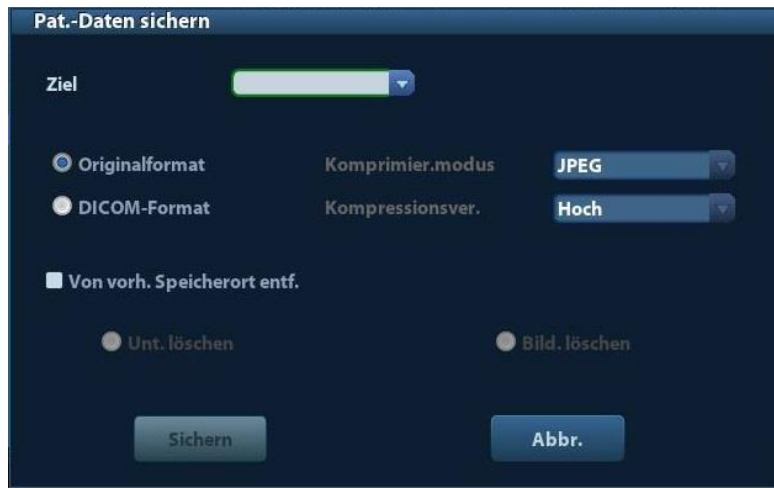 Pat.-Daten sichern
Ziel
Originalformat Komprimier.modus JPEG
DICOM-Format Kompressionsver. Hoch
Von vorh. Speicherort entf.
Unt. löschen Bild. löschen
Sichern Abbr.